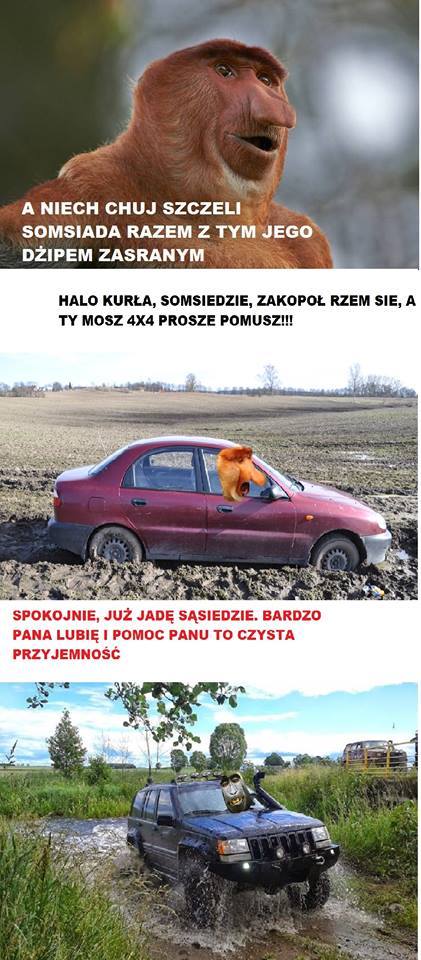 A NIECH CHUJ SZCZELI
SOMSIADA RAZEM Z TYM JEGO
DŻIPEM ZASRANYM
HALO KURŁA, SOMSIEDZIE, ZAKOPOŁ RZEM SIE, A
TY MOSZ 4X4 PROSZE POMUSZ!!!
SPOKOJNIE, JUŻ JADĘ SĄSIEDZIE. BARDZO
PANA LUBIĘ I POMOC PANU TO CZYSTA
PRZYJEMNOŚĆ